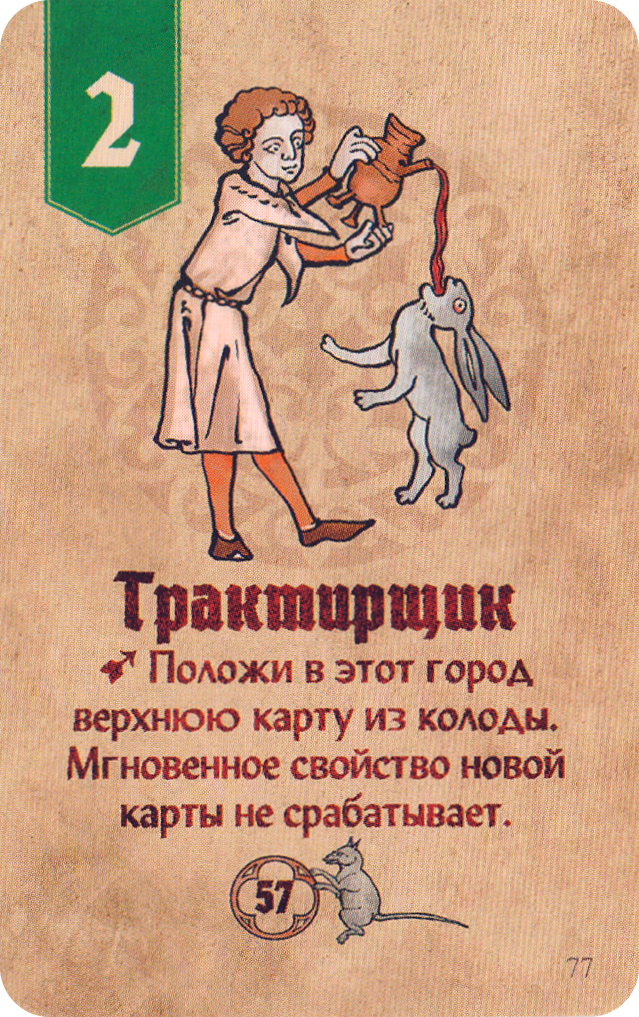 2
Трактирщик
Положи в этот город
верхнюю карту из колоды.
Мгновенное свойство новой
карты не срабатывает.
57
77